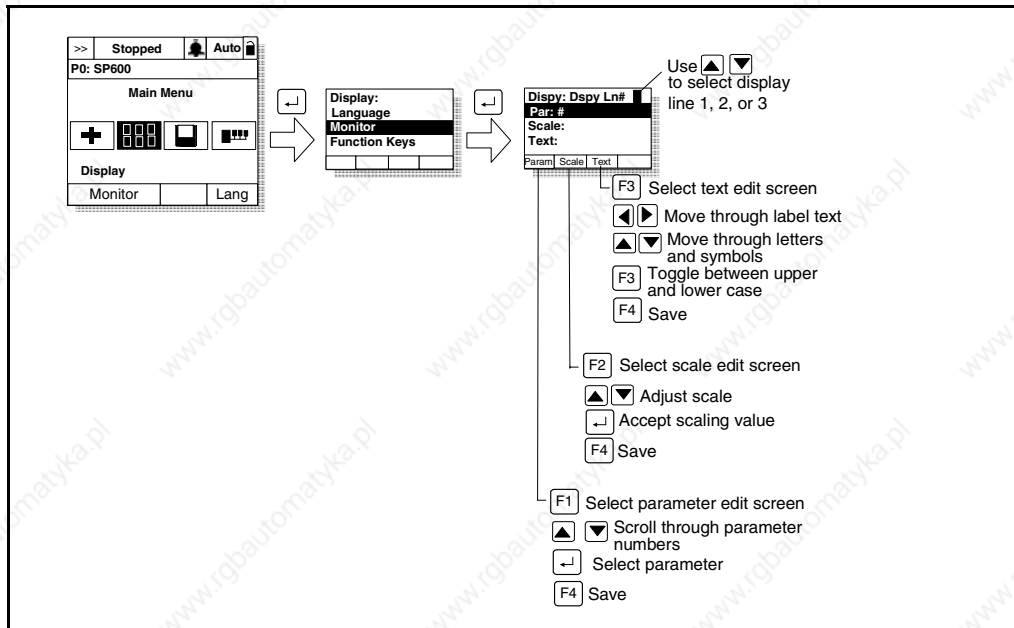 >> Stopped Auto
P0: SP600
Main Menu
Display
Monitor Lang
Display:
Language
Monitor
Function Keys
Dispy: Dspy Ln#
Par: #
Scale:
Text:
Param Scale Text
Use
to select display
line 1, 2, or 3
F3 Select text edit screen
Move through label text
Move through letters
and symbols
F3 Toggle between upper
and lower case
F4 Save
F2 Select scale edit screen
Adjust scale
Accept scaling value
F4 Save
F1 Select parameter edit screen
Scroll through parameter
numbers
Select parameter
F4 Save
www.rgbautomatyka.pl